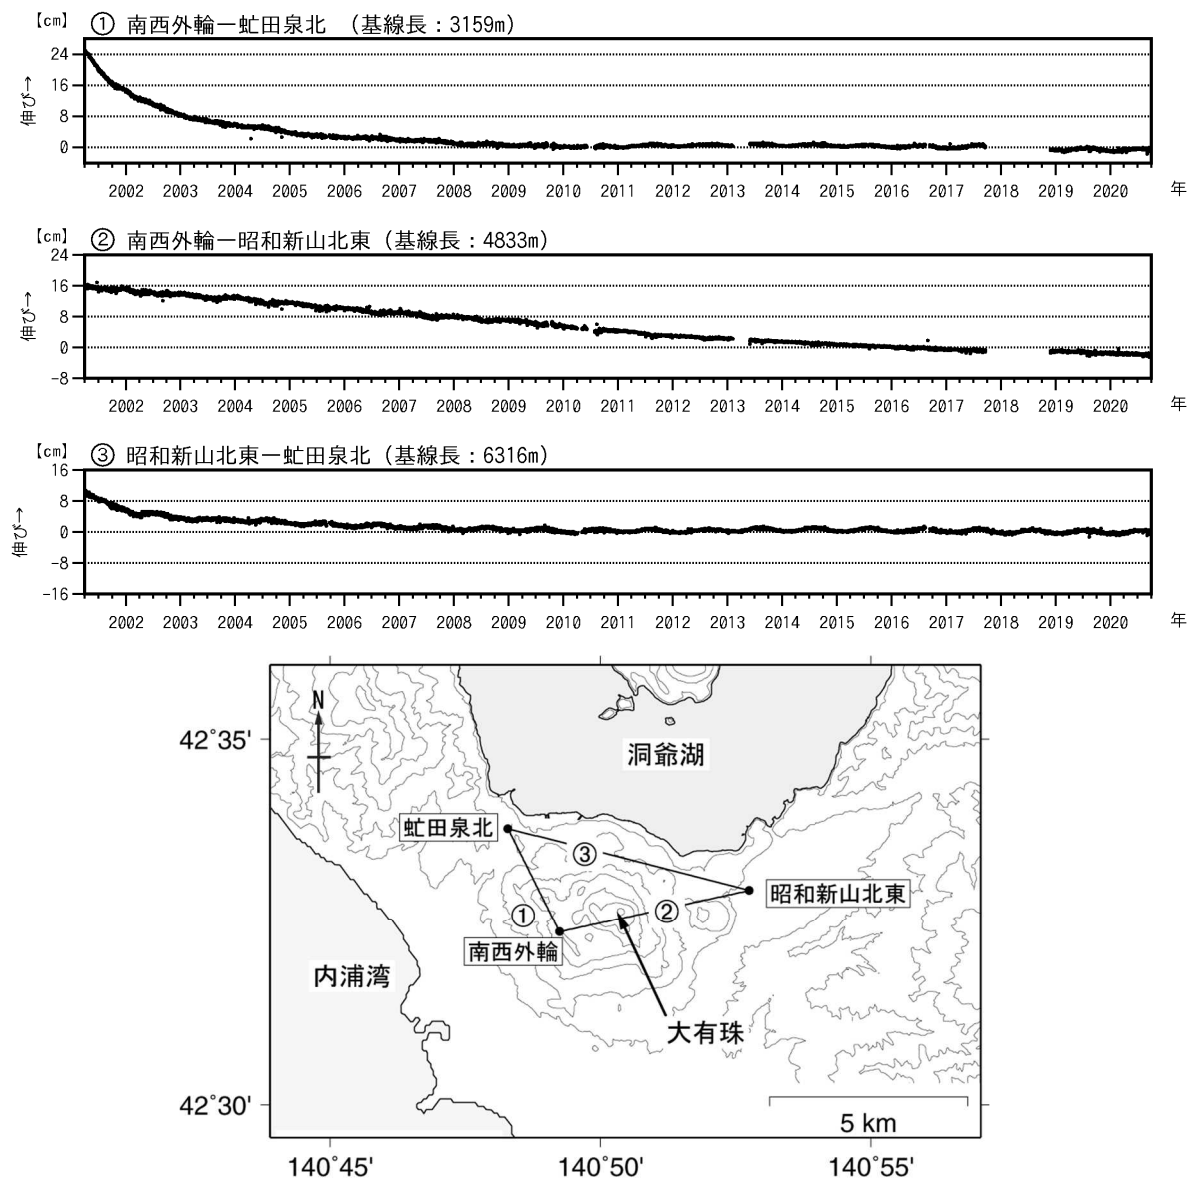 [cm] ① 南西外輪ー虻田泉北 （基線長：3159m）
24
16
8
0
伸び→
2002 2003 2004 2005 2006 2007 2008 2009 2010 2011 2012 2013 2014 2015 2016 2017 2018 2019 2020 年
[cm] ② 南西外輪ー昭和新山北東（基線長：4833m）
24
16
8
0
-8
伸び→
2002 2003 2004 2005 2006 2007 2008 2009 2010 2011 2012 2013 2014 2015 2016 2017 2018 2019 2020 年
[cm] ③ 昭和新山北東ー虻田泉北（基線長：6316m）
16
8
0
-8
-16
伸び→
2002 2003 2004 2005 2006 2007 2008 2009 2010 2011 2012 2013 2014 2015 2016 2017 2018 2019 2020 年
N
42˚35'
洞爺湖
虻田泉北
③
昭和新山北東
①
②
南西外輪
内浦湾
大有珠
42˚30'
5 km
140˚45' 140˚50' 140˚55'